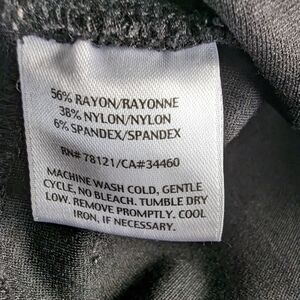 56% RAYON/RAYONNE
38% NYLON/NYLON
6% SPANDEX/SPANDEX
RN# 78121/CA#34460
MACHINE WASH COLD, GENTLE
CYCLE, NO BLEACH. TUMBLE DRY
LOW. REMOVE PROMPTLY. COOL
IRON, IF NECESSARY.